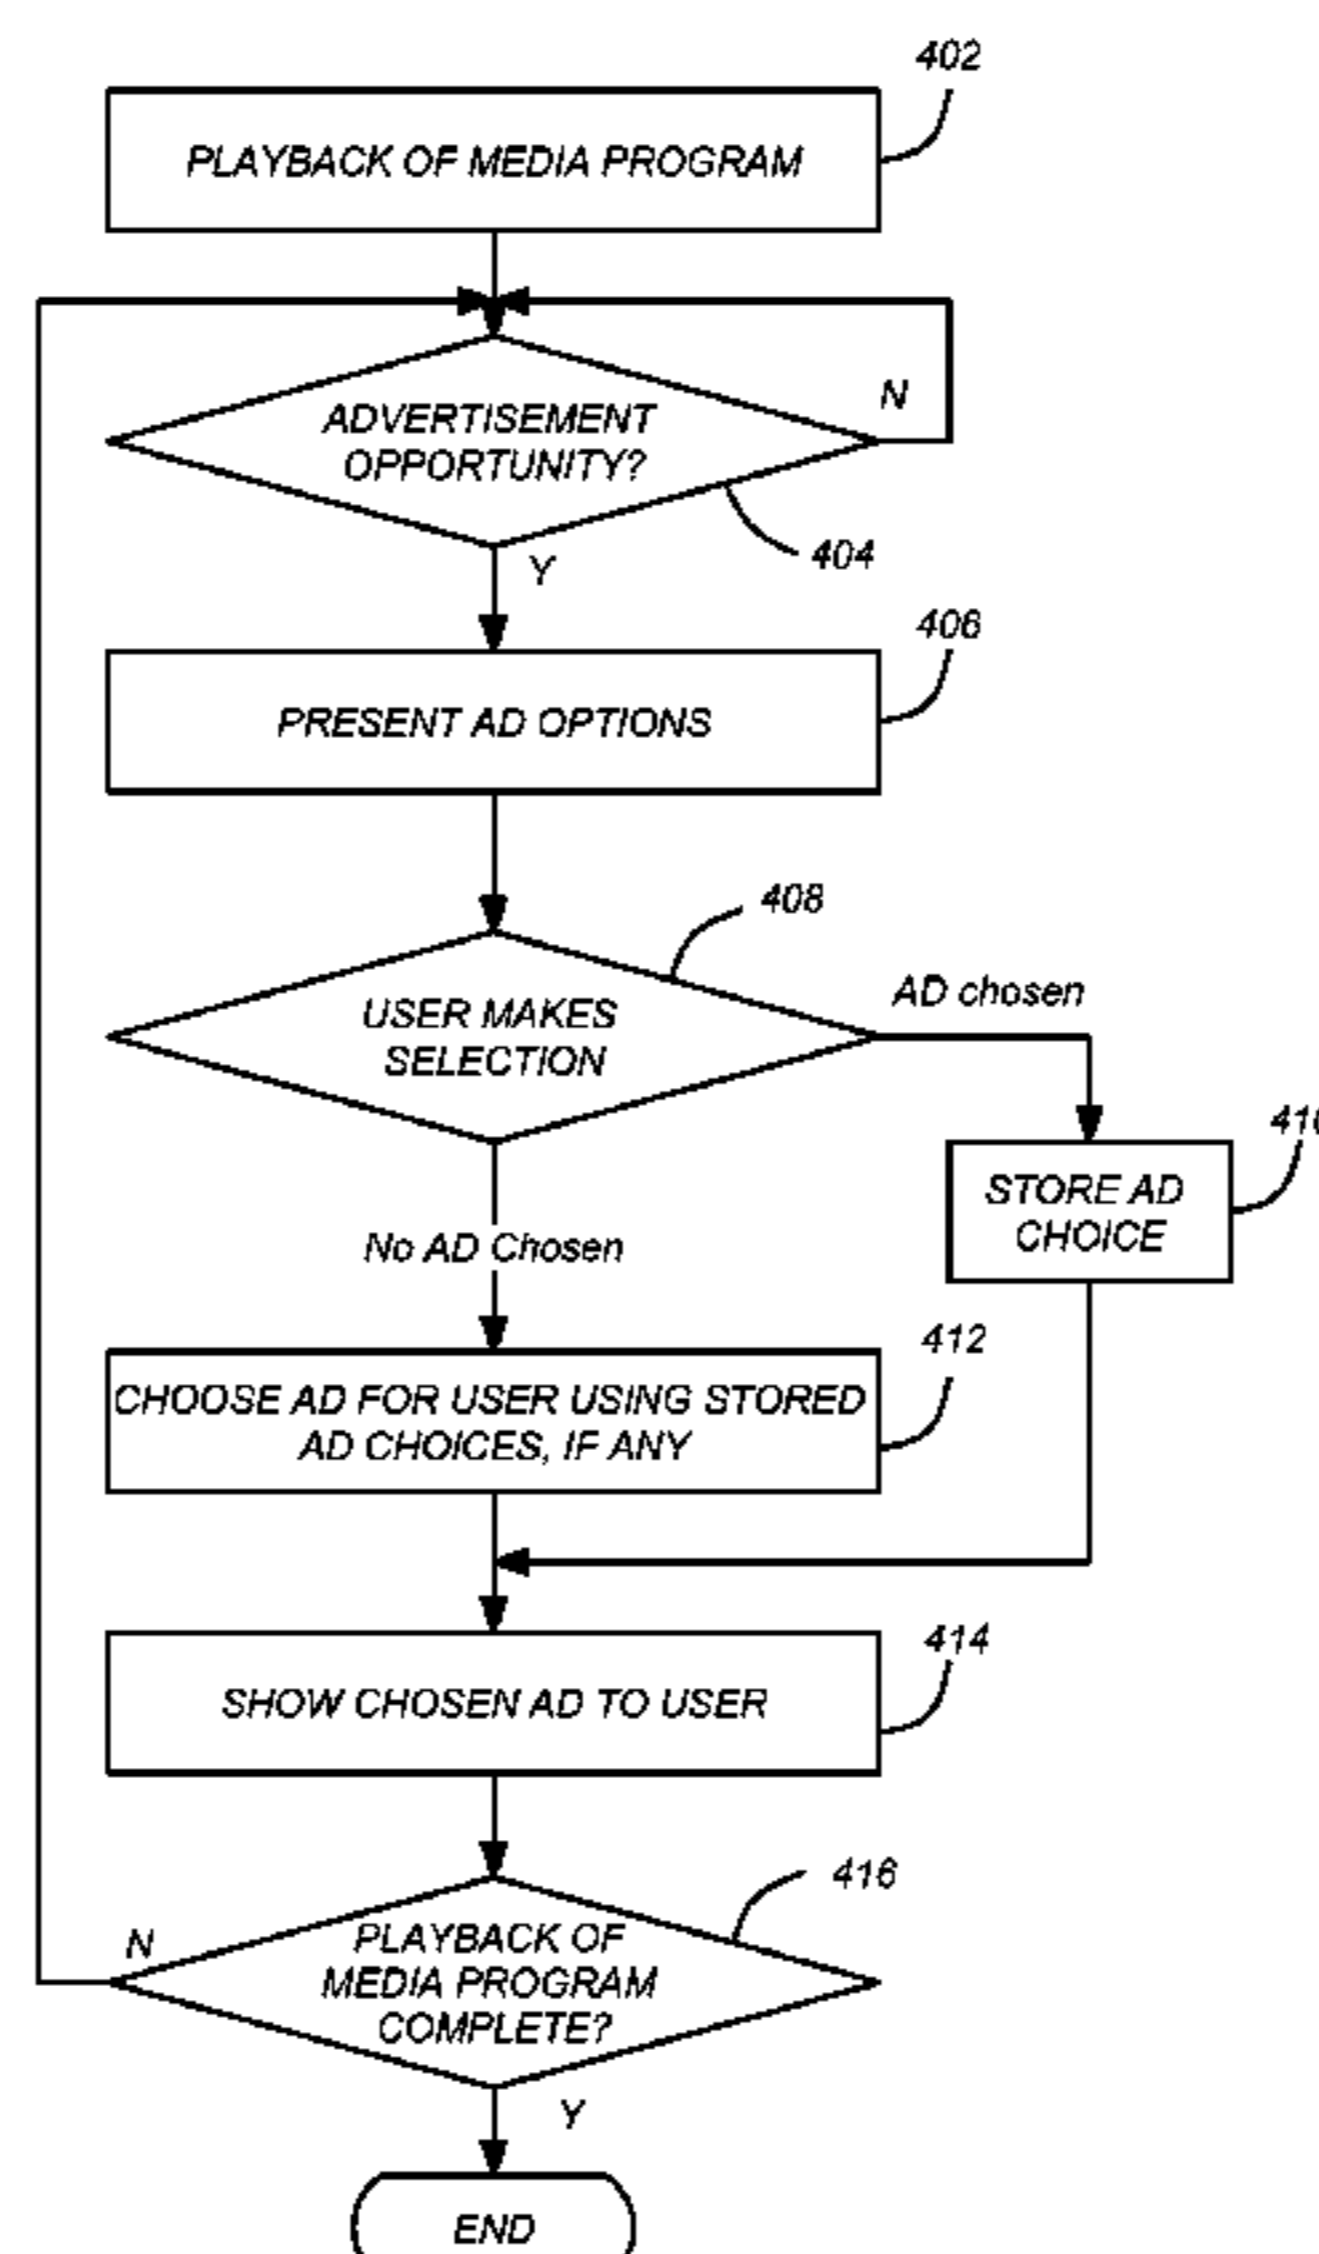 402
PLAYBACK OF MEDIA PROGRAM
ADVERTISEMENT
OPPORTUNITY?
N
404
Y
406
PRESENT AD OPTIONS
408
USER MAKES
SELECTION
AD chosen
STORE AD
CHOICE
No AD Chosen
412
CHOOSE AD FOR USER USING STORED
AD CHOICES, IF ANY
414
SHOW CHOSEN AD TO USER
416
N
PLAYBACK OF
MEDIA PROGRAM
COMPLETE?
Y
END